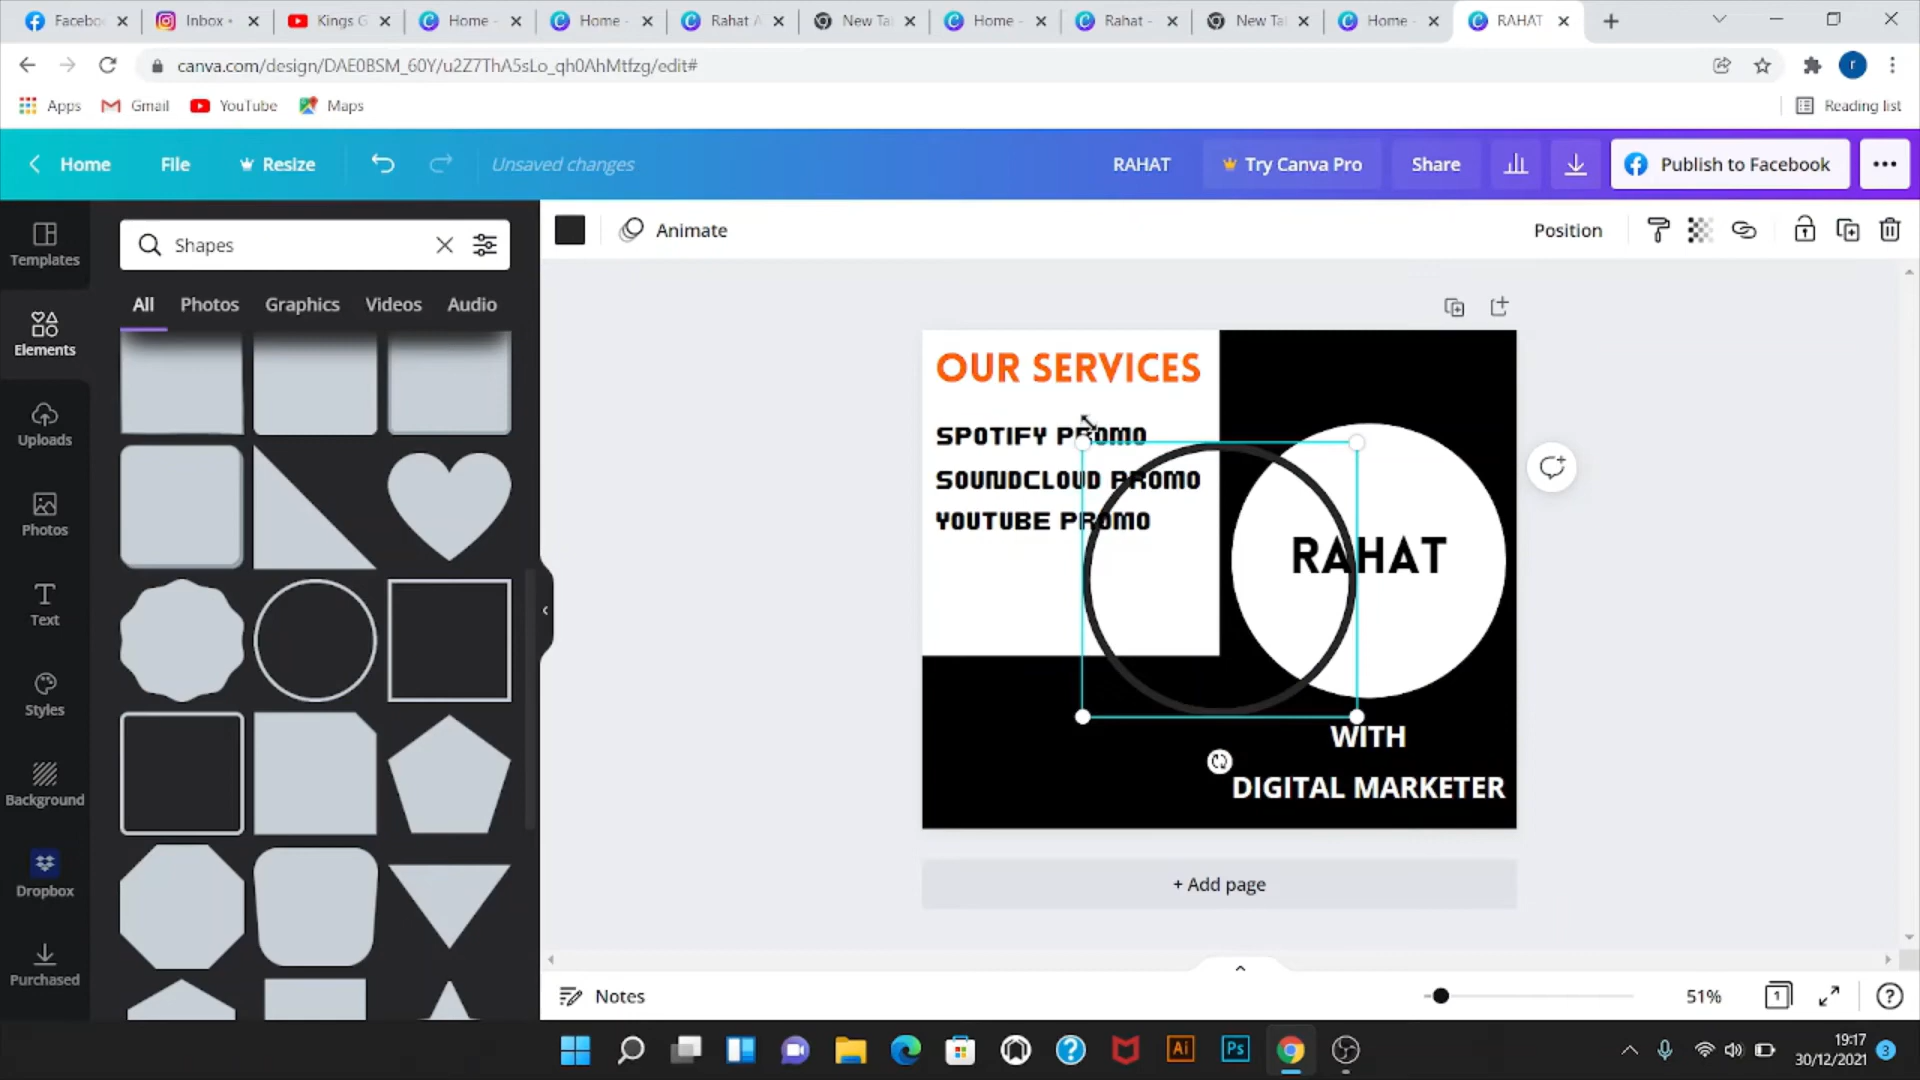 Facebo
Inbox •
Kings G
Home -
Home -
Rahat A
New Ta
Home -
Rahat -
New Ta
Home -
RAHAT
canva.com/design/DAE0BSM_60Y/u2Z7ThA5sLo_qh0AhMtfzg/edit#
r
Apps
Gmail
YouTube
Maps
Reading list
Home
File
Resize
Unsaved changes
RAHAT
Try Canva Pro
Share
Publish to Facebook
Templates
Elements
Uploads
Photos
Text
Styles
Background
Dropbox
Purchased
Shapes
All
Photos
Graphics
Videos
Audio
Animate
Position
OUR SERVICES
SPOTIFY PROMO
SOUNDCLOUD PROMO
YOUTUBE PROMO
RAHAT
WITH
DIGITAL MARKETER
+ Add page
Notes
51%
1
?
Ai
Ps
19:17
30/12/2021
3